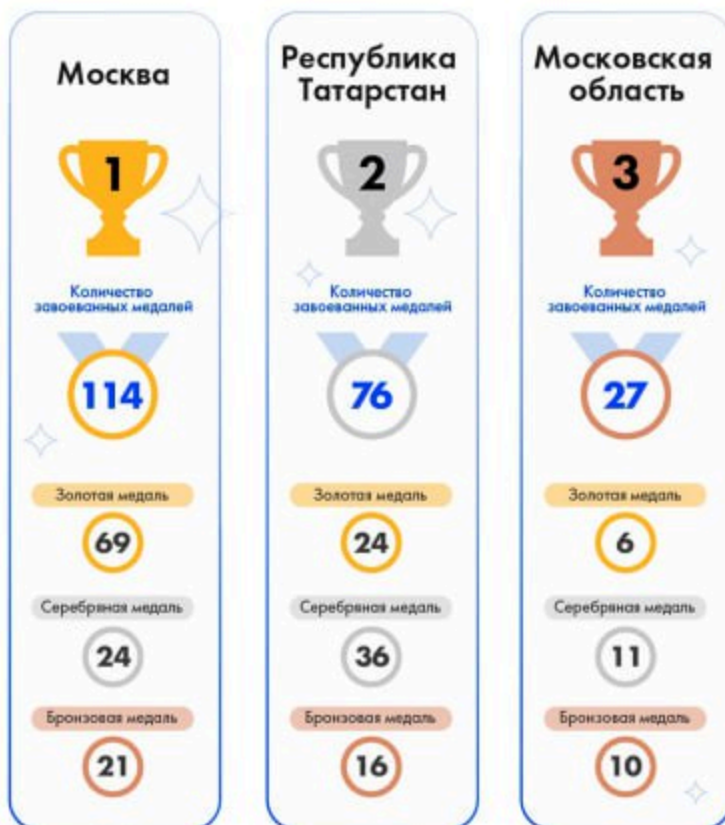 Москва
1
Количество
завоеванных медалей
114
Золотая медаль
69
Серебряная медаль
24
Бронзовая медаль
21
Республика
Татарстан
2
Количество
завоеванных медалей
76
Золотая медаль
24
Серебряная медаль
36
Бронзовая медаль
16
Московская
область
3
Количество
завоеванных медалей
27
Золотая медаль
6
Серебряная медаль
11
Бронзовая медаль
10